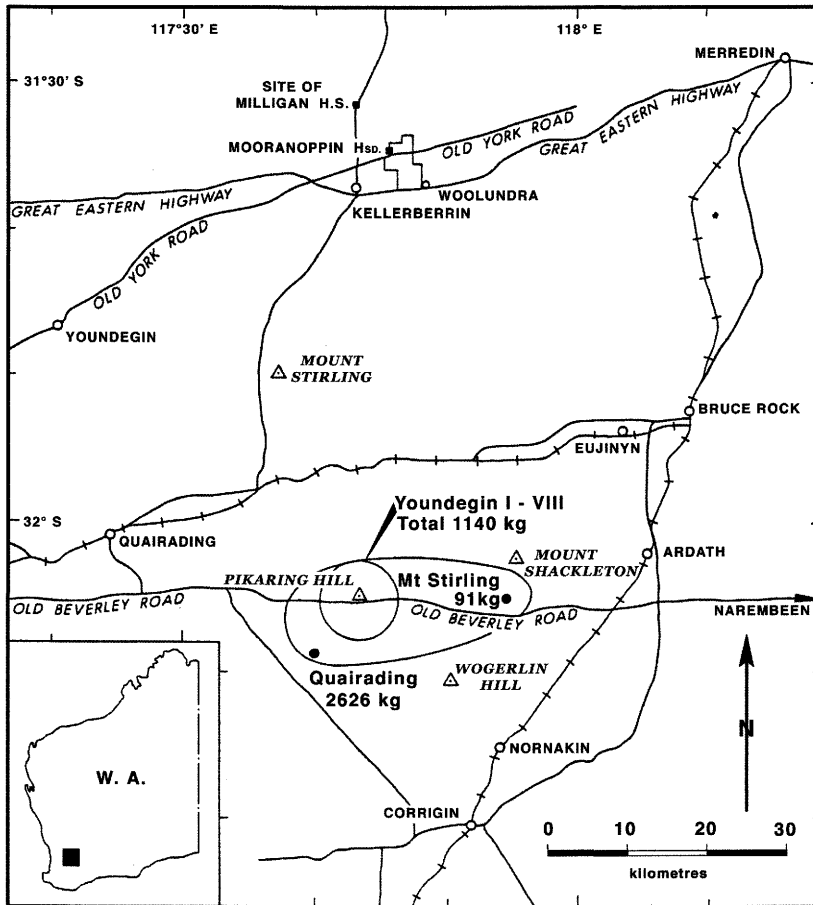 117°30' E
118° E
MERREDIN
31°30' S
SITE OF
MILLIGAN H.S.
MOORANOPPIN HSD.
OLD YORK ROAD
GREAT EASTERN HIGHWAY
WOOLUNDRA
KELLERBERRIN
GREAT EASTERN HIGHWAY
OLD YORK ROAD
YOUNDEGIN
MOUNT
STIRLING
BRUCE ROCK
EUJINYN
Youndegin I - VIII
Total 1140 kg
32° S
QUAIRADING
MOUNT
SHACKLETON
ARDATH
PIKARING HILL
Mt Stirling
91kg
OLD BEVERLEY ROAD
OLD BEVERLEY ROAD
NAREMBEEN
Quairading
2626 kg
WOGERLIN
HILL
N
W. A.
NORNAKIN
CORRIGIN
0 10 20 30
kilometres